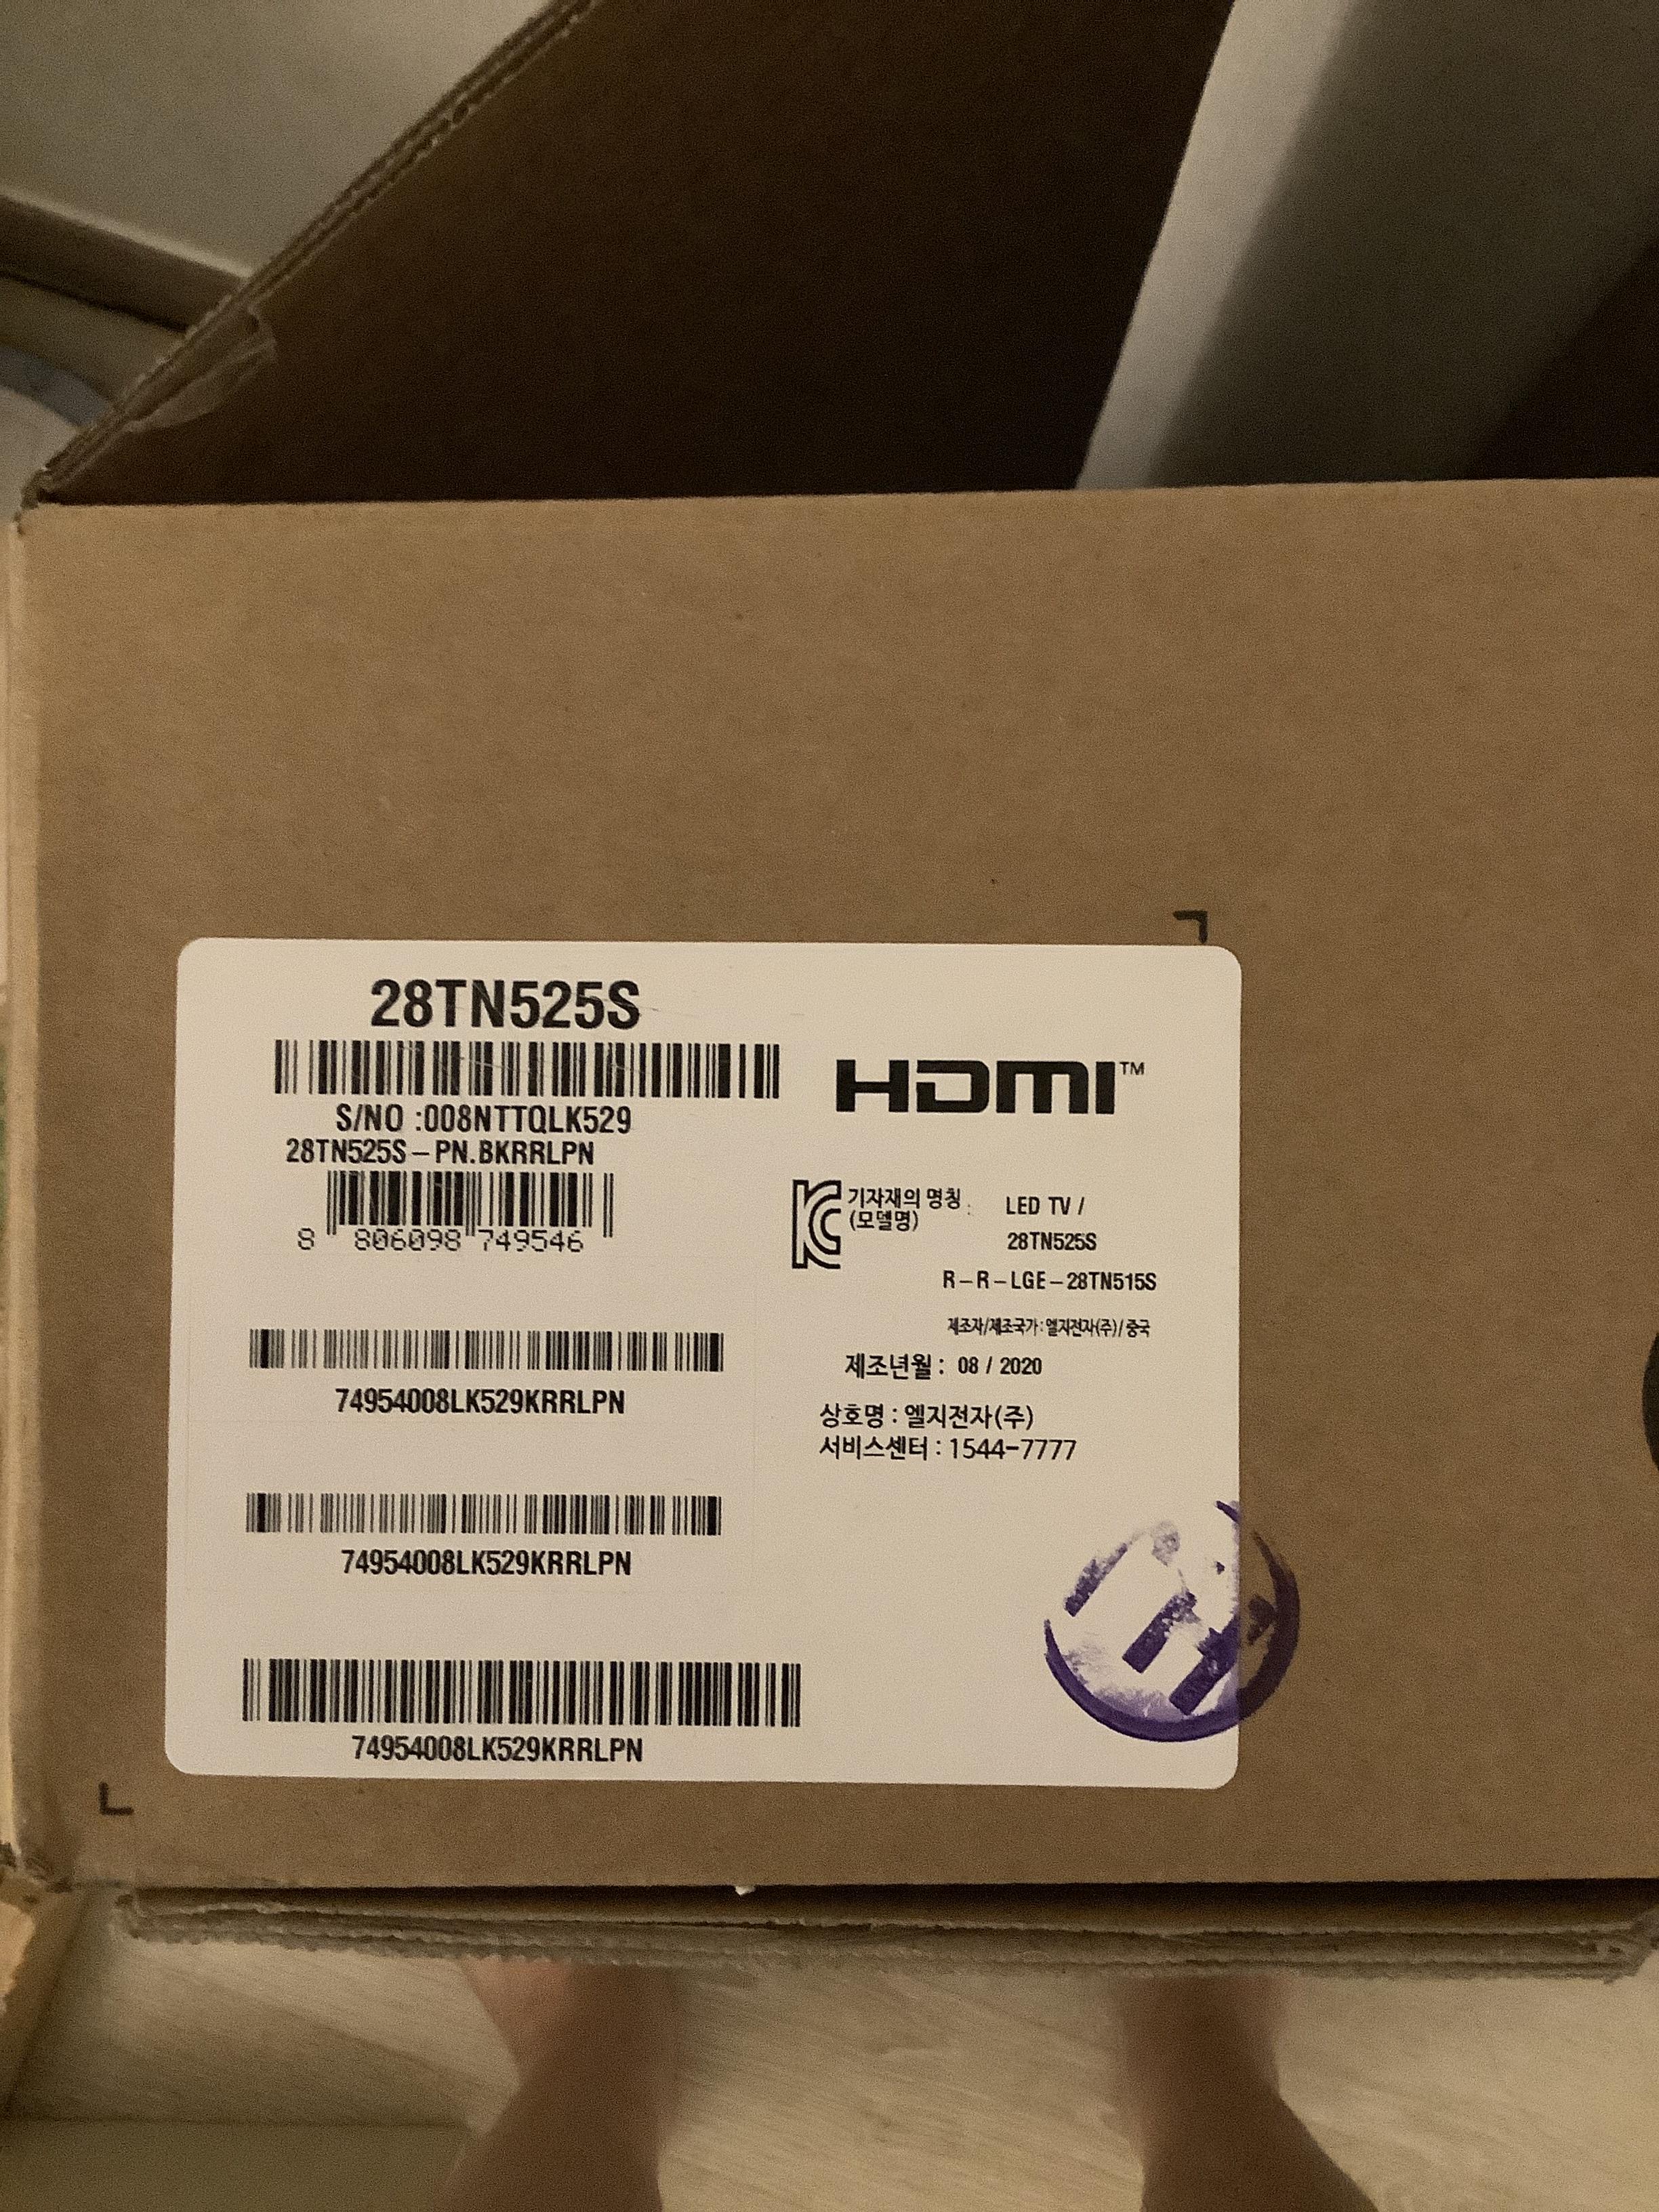 28TN525S
S/NO :008NTTQLK529
28TN525S-PN.BKRRLPN
8 806098 749546
74954008LK529KRRLPN
74954008LK529KRRLPN
74954008LK529KRRLPN
HDMI™
기자재의 명칭 : LED TV /
(모델명)
28TN525S
R-R-LGE-28TN515S
제조자/제조국가:엘지전자(주)/중국
제조년월 : 08 / 2020
상호명 : 엘지전자(주)
서비스센터 : 1544-7777